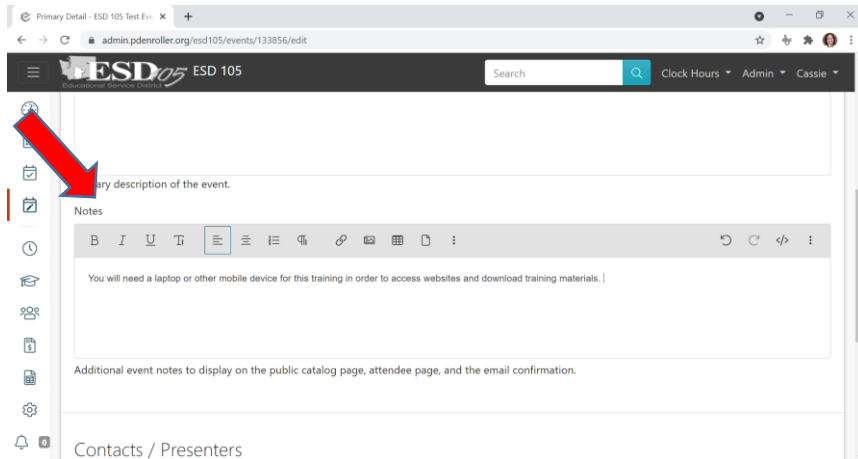 Primary Detail - ESD 105 Test Eve
admin.pdenroller.org/esd105/events/133856/edit
ESD 105 ESD 105 Search Clock Hours Admin Cassie
Educational Service District
ary description of the event.
Notes
B I U
You will need a laptop or other mobile device for this training in order to access websites and download training materials.
Additional event notes to display on the public catalog page, attendee page, and the email confirmation.
0
Contacts / Presenters